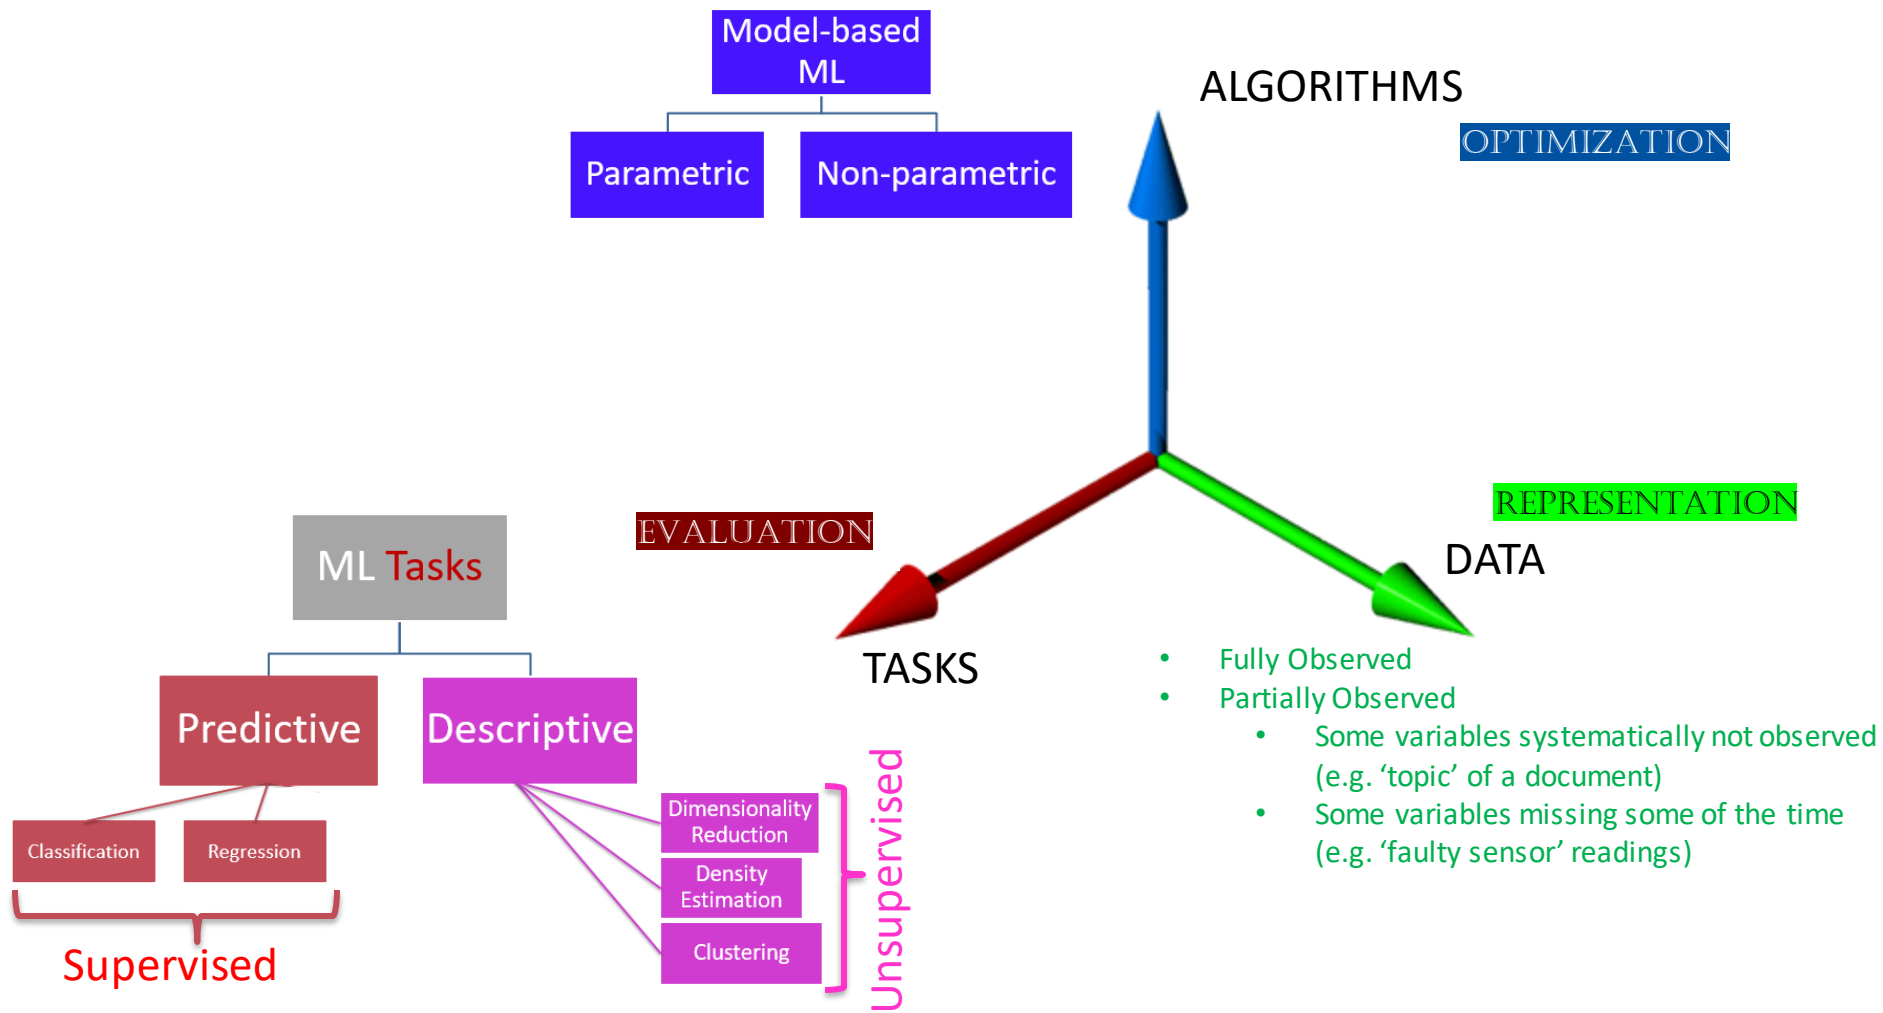 Model-based
ML
Parametric
Non-parametric
ALGORITHMS
OPTIMIZATION
EVALUATION
REPRESENTATION
DATA
TASKS
ML Tasks
Predictive
Descriptive
Classification
Regression
Supervised
Dimensionality
Reduction
Density
Estimation
Clustering
Unsupervised
• Fully Observed
• Partially Observed
• Some variables systematically not observed
(e.g. ‘topic’ of a document)
• Some variables missing some of the time
(e.g. ‘faulty sensor’ readings)